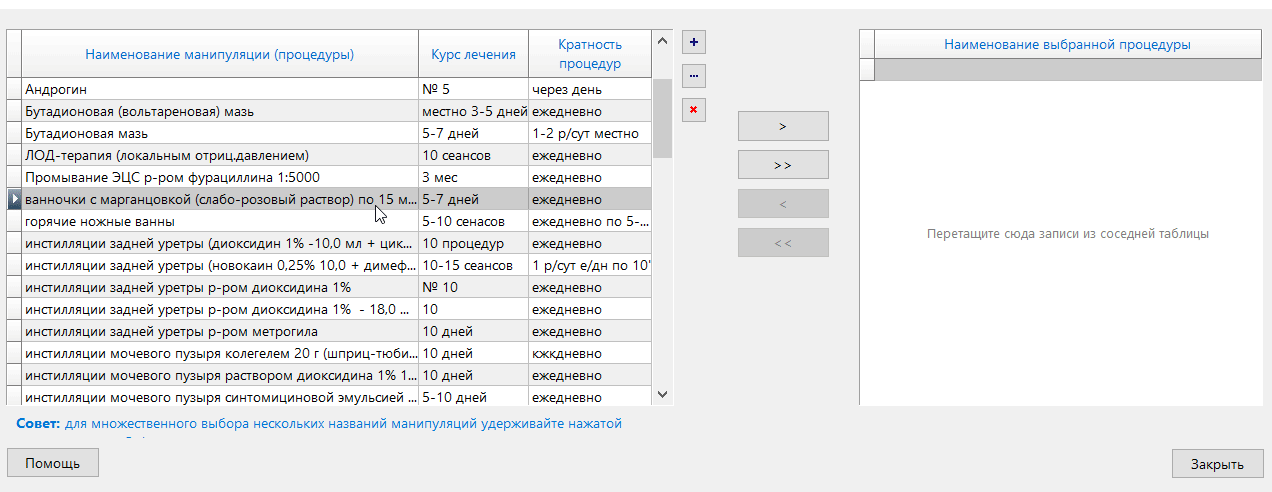 Наименование манипуляции (процедуры) Курс лечения Кратность процедур
Андрогин № 5 через день
Бутадионовая (вольтареновая) мазь местно 3-5 дней ежедневно
Бутадионовая мазь 5-7 дней 1-2 р/сут местно
ЛОД-терапия (локальным отриц.давлением) 10 сеансов ежедневно
Промывание ЭЦС р-ром фурациллина 1:5000 3 мес ежедневно
ванночки с марганцовкой (слабо-розовый раствор) по 15 м... 5-7 дней ежедневно
горячие ножные ванны 5-10 сенасов ежедневно по 5-...
инстилляции задней уретры (диоксидин 1% -10,0 мл + цик... 10 процедур ежедневно
инстилляции задней уретры (новокаин 0,25% 10,0 + димеф... 10-15 сеансов 1 р/сут е/дн по 10'
инстилляции задней уретры р-ром диоксидина 1% № 10 ежедневно
инстилляции задней уретры р-ром диоксидина 1% - 18,0 ... 10 ежедневно
инстилляции задней уретры р-ром метрогила 10 дней ежедневно
инстилляции мочевого пузыря колегелем 20 г (шприц-тюби... 10 дней кжкдневно
инстилляции мочевого пузыря раствором диоксидина 1% 1... 10 дней ежедневно
инстилляции мочевого пузыря синтомициновой эмульсией ... 5-10 дней ежедневно
Совет: для множественного выбора нескольких названий манипуляций удерживайте нажатой
Помощь
+
...
×
>
>>
<
<<
Наименование выбранной процедуры
Перетащите сюда записи из соседней таблицы
Закрыть